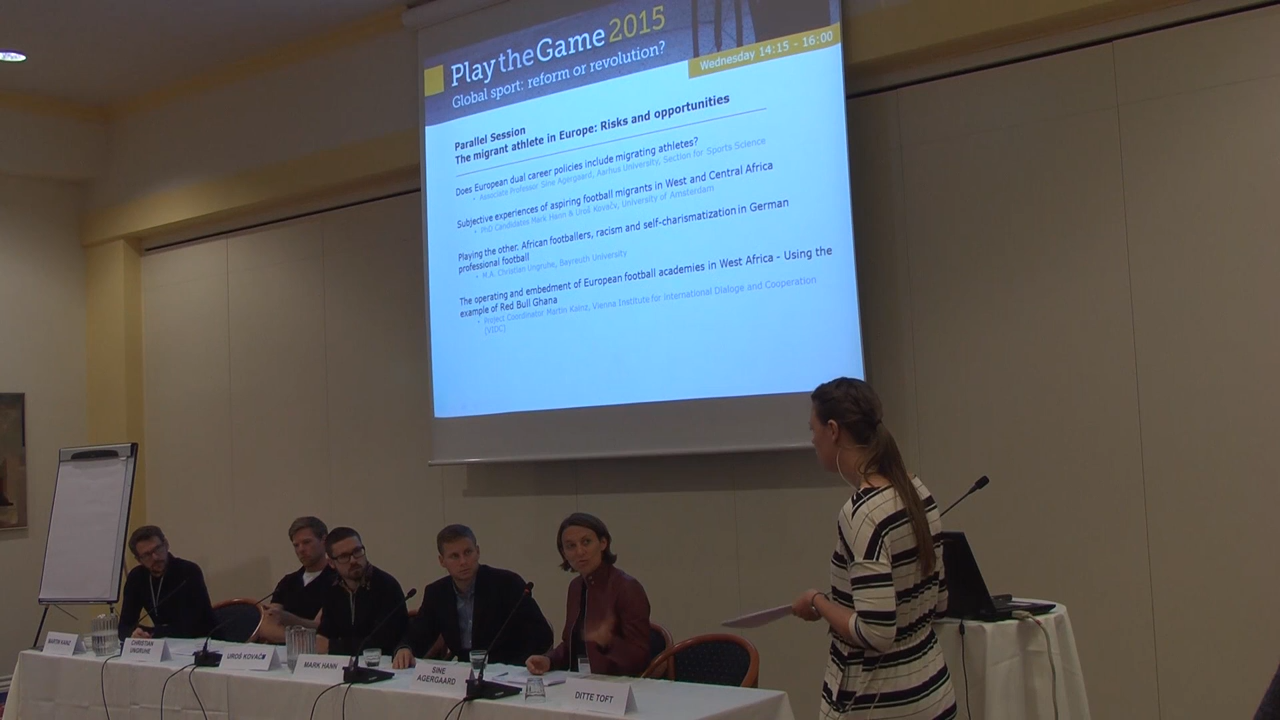 Play the Game 2015
Global sport: reform or revolution?
Wednesday 14:15 - 16:00
Parallel Session
The migrant athlete in Europe: Risks and opportunities
Does European dual career policies include migrating athletes?
• Associate Professor Sine Agergaard, Aarhus University, Section for Sports Science
Subjective experiences of aspiring football migrants in West and Central Africa
• PhD Candidates Mark Hann & Uroš Kovačv, University of Amsterdam
Playing the other. African footballers, racism and self-charismatization in German
professional football
• M.A. Christian Ungruhe, Bayreuth University
The operating and embedment of European football academies in West Africa - Using the
example of Red Bull Ghana
• Project Coordinator Martin Kainz, Vienna Institute for International Dialoge and Cooperation
(VIDC)
MARTIN KAINZ
CHRISTIAN
UNGRUHE
UROŠ KOVAČ
MARK HANN
SINE
AGERGAARD
DITTE TOFT